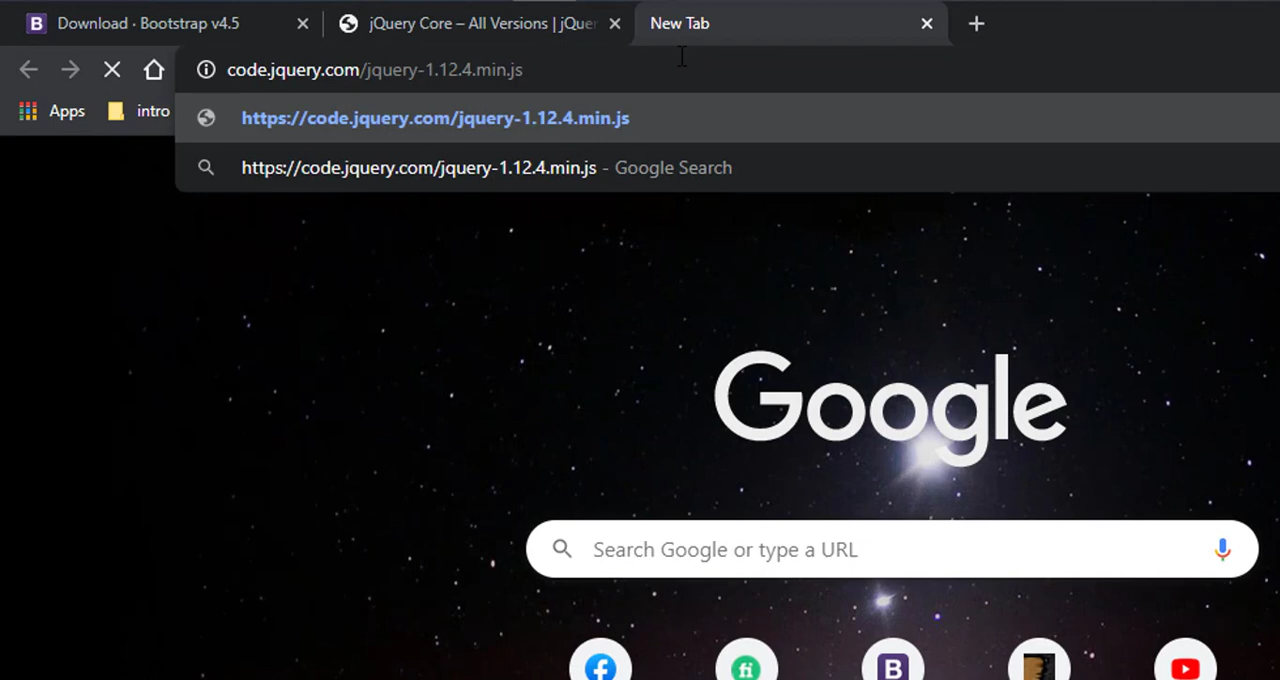 Download · Bootstrap v4.5
jQuery Core – All Versions | jQuer
New Tab
code.jquery.com/jquery-1.12.4.min.js
Apps
intro
https://code.jquery.com/jquery-1.12.4.min.js
https://code.jquery.com/jquery-1.12.4.min.js - Google Search
Google
Search Google or type a URL